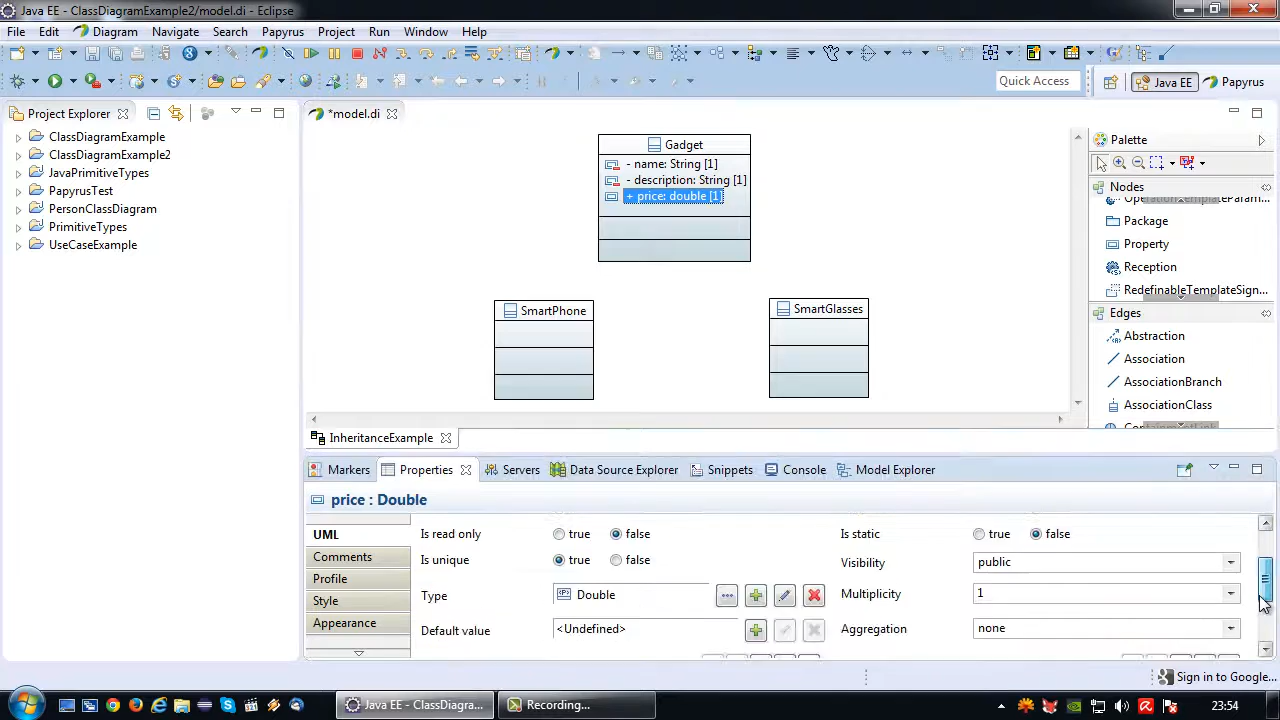 Java EE - ClassDiagramExample2/model.di - Eclipse
File Edit Diagram Navigate Search Papyrus Project Run Window Help
Quick Access Java EE Papyrus
Project Explorer
*model.di
ClassDiagramExample
ClassDiagramExample2
JavaPrimitiveTypes
PapyrusTest
PersonClassDiagram
PrimitiveTypes
UseCaseExample
Gadget
- name: String [1]
- description: String [1]
+ price: double [1]
SmartPhone
SmartGlasses
Palette
Nodes
OperationTemplateParam...
Package
Property
Reception
RedefinableTemplateSign...
Edges
Abstraction
Association
AssociationBranch
AssociationClass
InheritanceExample
Markers Properties Servers Data Source Explorer Snippets Console Model Explorer
price : Double
UML
Comments
Profile
Style
Appearance
Is read only true false Is static true false
Is unique true false Visibility public
Type Double Multiplicity 1
Default value <Undefined> Aggregation none
Sign in to Google...
Java EE - ClassDiagra... Recording... 23:54